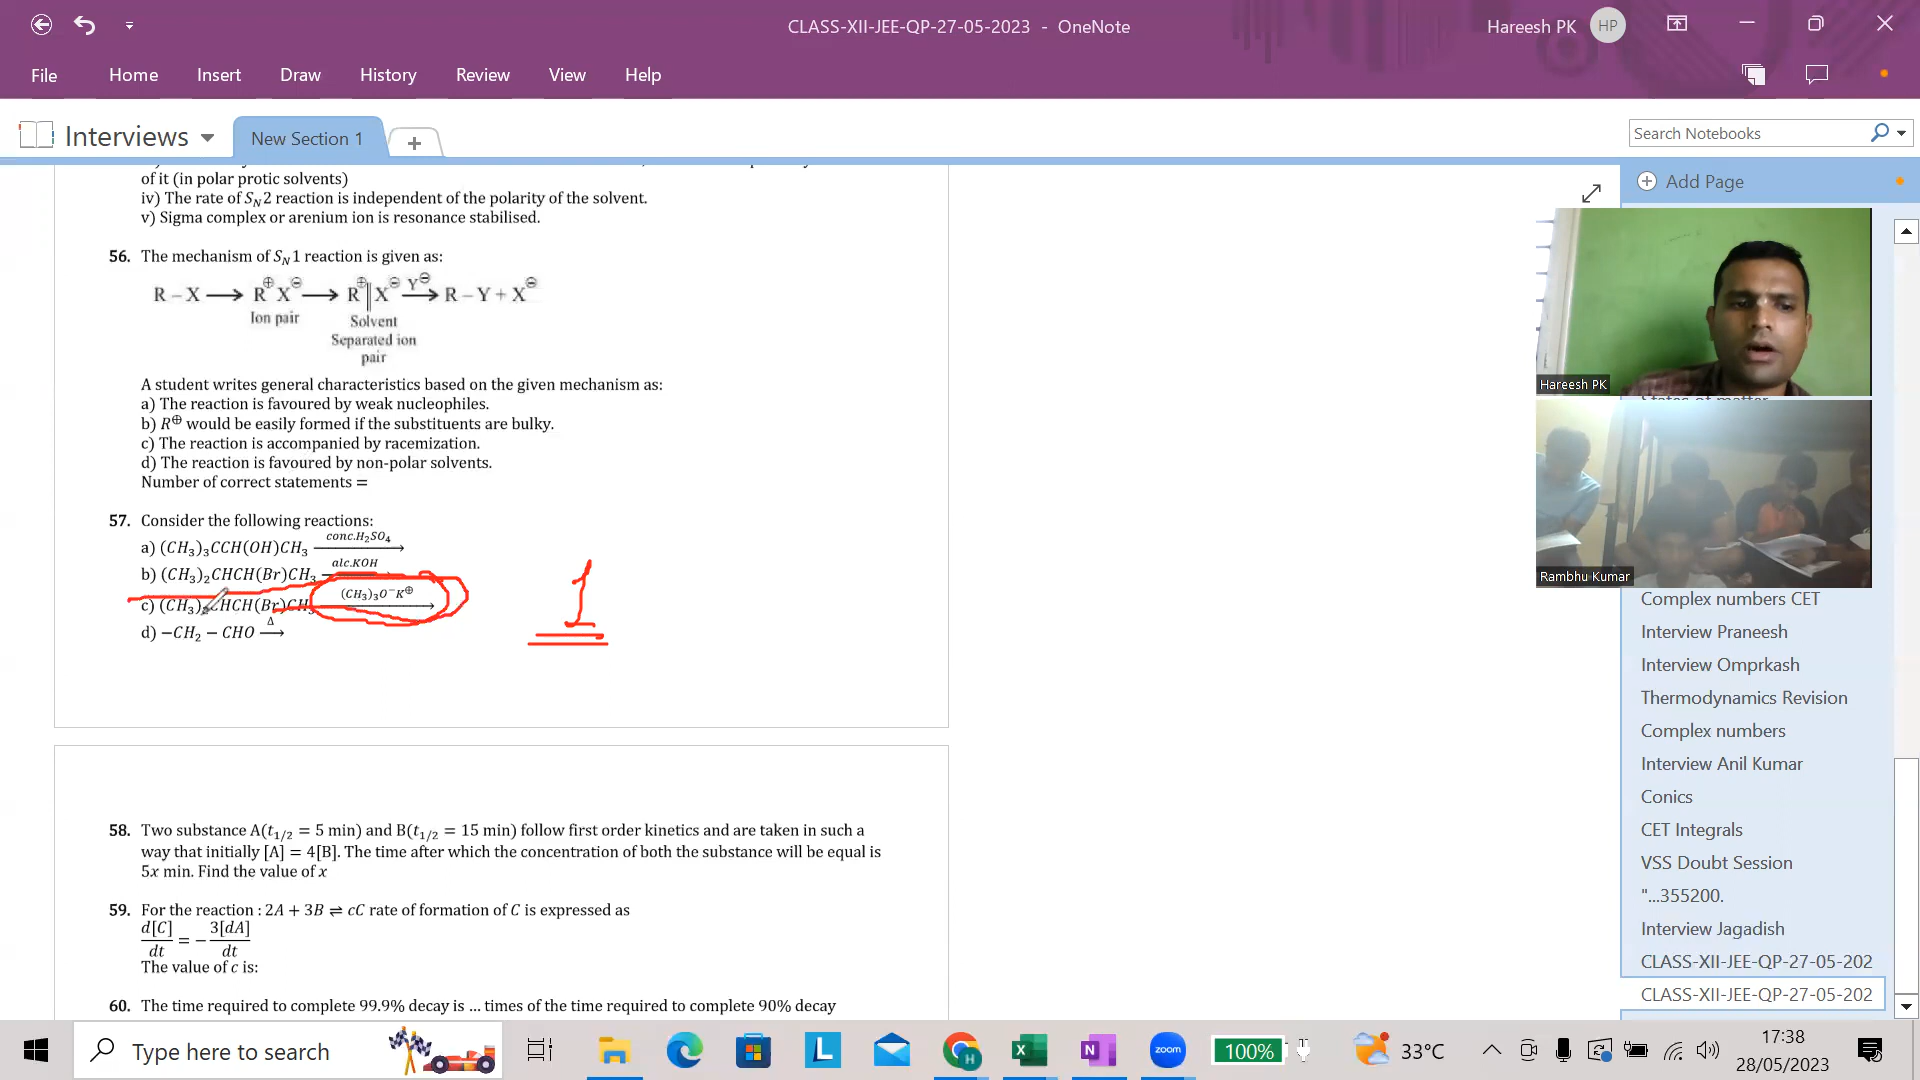 CLASS-XII-JEE-QP-27-05-2023 - OneNote
Hareesh PK
HP
File Home Insert Draw History Review View Help
Interviews
New Section 1
Search Notebooks
Add Page
of it (in polar protic solvents)
iv) The rate of S_N2 reaction is independent of the polarity of the solvent.
v) Sigma complex or arenium ion is resonance stabilised.
56. The mechanism of S_N1 reaction is given as:
R – X → R⊕ X⊖ → R⊕ || X⊖ Y⊖ → R – Y + X⊖
Ion pair
Solvent
Separated ion
pair
A student writes general characteristics based on the given mechanism as:
a) The reaction is favoured by weak nucleophiles.
b) R⊕ would be easily formed if the substituents are bulky.
c) The reaction is accompanied by racemization.
d) The reaction is favoured by non-polar solvents.
Number of correct statements =
57. Consider the following reactions:
a) (CH₃)₃CCH(OH)CH₃ conc.H₂SO₄ →
b) (CH₃)₂CHCH(Br)CH₃ alc.KOH →
c) (CH₃)₂CHCH(Br)CH₃ (CH₃)₃O⁻K⊕ →
d) −CH₂ − CHO Δ →
1
58. Two substance A(t₁/₂ = 5 min) and B(t₁/₂ = 15 min) follow first order kinetics and are taken in such a
way that initially [A] = 4[B]. The time after which the concentration of both the substance will be equal is
5x min. Find the value of x
59. For the reaction : 2A + 3B ⇌ cC rate of formation of C is expressed as
d[C]/dt = − 3[dA]/dt
The value of c is:
60. The time required to complete 99.9% decay is ... times of the time required to complete 90% decay
Hareesh PK
Rambhu Kumar
Complex numbers CET
Interview Praneesh
Interview Omprkash
Thermodynamics Revision
Complex numbers
Interview Anil Kumar
Conics
CET Integrals
VSS Doubt Session
"...355200.
Interview Jagadish
CLASS-XII-JEE-QP-27-05-202
CLASS-XII-JEE-QP-27-05-202
Type here to search
L
X
N
zoom
100%
33°C
17:38
28/05/2023